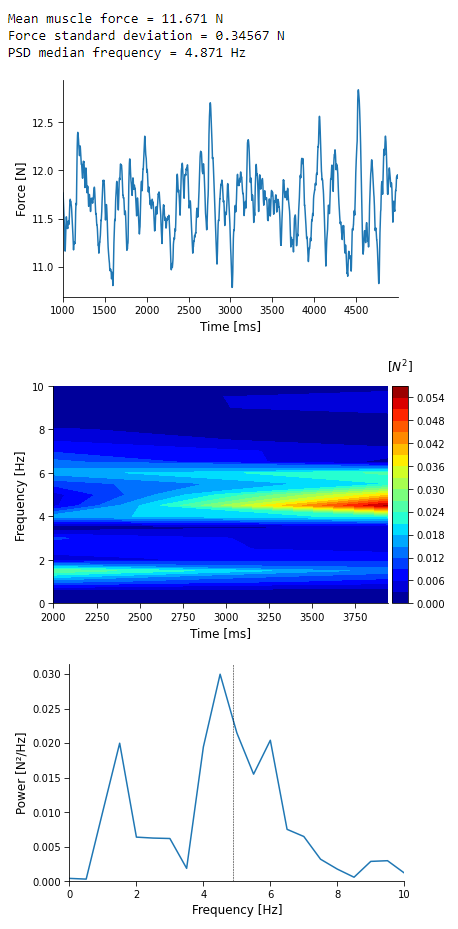 Mean muscle force = 11.671 N
Force standard deviation = 0.34567 N
PSD median frequency = 4.871 Hz
12.5
12.0
11.5
11.0
Force [N]
1000 1500 2000 2500 3000 3500 4000 4500
Time [ms]
[N²]
10
8
6
4
2
0
Frequency [Hz]
2000 2250 2500 2750 3000 3250 3500 3750
Time [ms]
0.054
0.048
0.042
0.036
0.030
0.024
0.018
0.012
0.006
0.000
0.030
0.025
0.020
0.015
0.010
0.005
0.000
Power [N²/Hz]
0 2 4 6 8 10
Frequency [Hz]